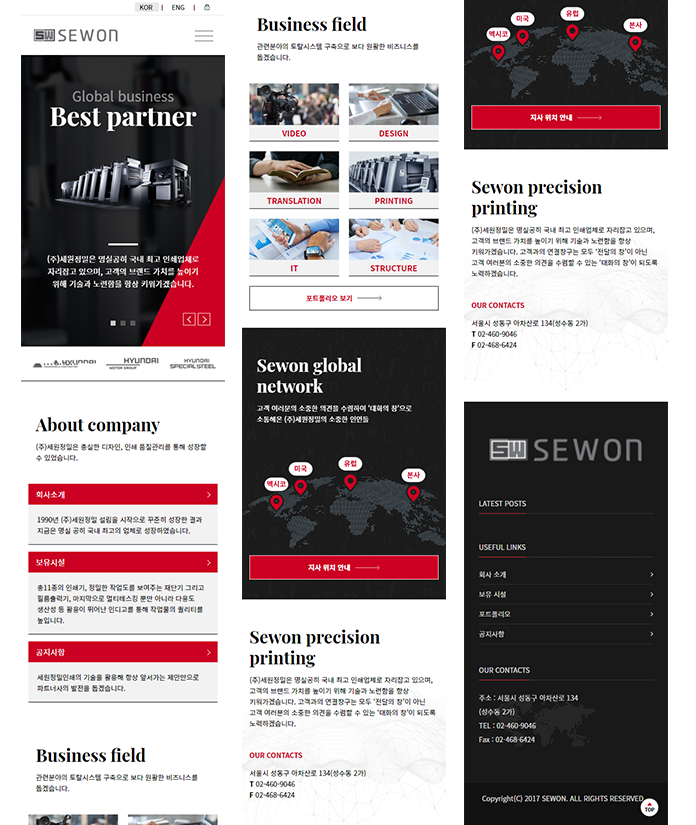 KOR | ENG |
SEWON
Global business
Best partner
(주)세원정밀은 명실공히 국내 최고 인쇄업체로
자리잡고 있으며, 고객의 브랜드 가치를 높이기
위해 기술과 노련함을 항상 키워가겠습니다.
HYUNDAI
HYUNDAI
MOTOR GROUP
HYUNDAI
SPECIAL STEEL
About company
(주)세원정밀은 충실한 디자인, 인쇄 품질관리를 통해 성장할
수 있었습니다.
회사소개
1990년 (주)세원정밀 설립을 시작으로 꾸준히 성장한 결과
지금은 명실 공히 국내 최고의 업체로 성장하였습니다.
보유시설
총11종의 인쇄기, 정밀한 작업도를 보여주는 재단기 그리고
필름출력기, 마지막으로 멀티테스킹 뿐만 아니라 다용도
생산성 등 활용이 뛰어난 인디고를 통해 작업물의 퀄리티를
높입니다.
공지사항
세원정밀인쇄의 기술을 활용해 항상 앞서가는 제안만으로
파트너사의 발전을 돕겠습니다.
Business field
관련분야의 토탈시스템 구축으로 보다 원활한 비즈니스를
돕겠습니다.
Business field
관련분야의 토탈시스템 구축으로 보다 원활한 비즈니스를
돕겠습니다.
VIDEO
DESIGN
TRANSLATION
PRINTING
IT
STRUCTURE
포트폴리오 보기
Sewon global
network
고객 여러분의 소중한 의견을 수렴하여 '대화의 창'으로
소통해온 (주)세원정밀의 소중한 인연들
멕시코
미국
유럽
본사
지사 위치 안내
Sewon precision
printing
(주)세원정밀은 명실공히 국내 최고 인쇄업체로 자리잡고 있으며,
고객의 브랜드 가치를 높이기 위해 기술과 노련함을 항상
키워가겠습니다. 고객과의 연결창구는 모두 '전달의 창'이 아닌
고객 여러분의 소중한 의견을 수렴할 수 있는 '대화의 창'이 되도록
노력하겠습니다.
OUR CONTACTS
서울시 성동구 아차산로 134(성수동 2가)
T 02-460-9046
F 02-468-6424
멕시코
미국
유럽
본사
지사 위치 안내
Sewon precision
printing
(주)세원정밀은 명실공히 국내 최고 인쇄업체로 자리잡고 있으며,
고객의 브랜드 가치를 높이기 위해 기술과 노련함을 항상
키워가겠습니다. 고객과의 연결창구는 모두 '전달의 창'이 아닌
고객 여러분의 소중한 의견을 수렴할 수 있는 '대화의 창'이 되도록
노력하겠습니다.
OUR CONTACTS
서울시 성동구 아차산로 134(성수동 2가)
T 02-460-9046
F 02-468-6424
SW SEWON
LATEST POSTS
USEFUL LINKS
회사 소개
보유 시설
포트폴리오
공지사항
OUR CONTACTS
주소 : 서울시 성동구 아차산로 134
(성수동 2가)
TEL : 02-460-9046
Fax : 02-468-6424
Copyright(C) 2017 SEWON. ALL RIGHTS RESERVED
TOP